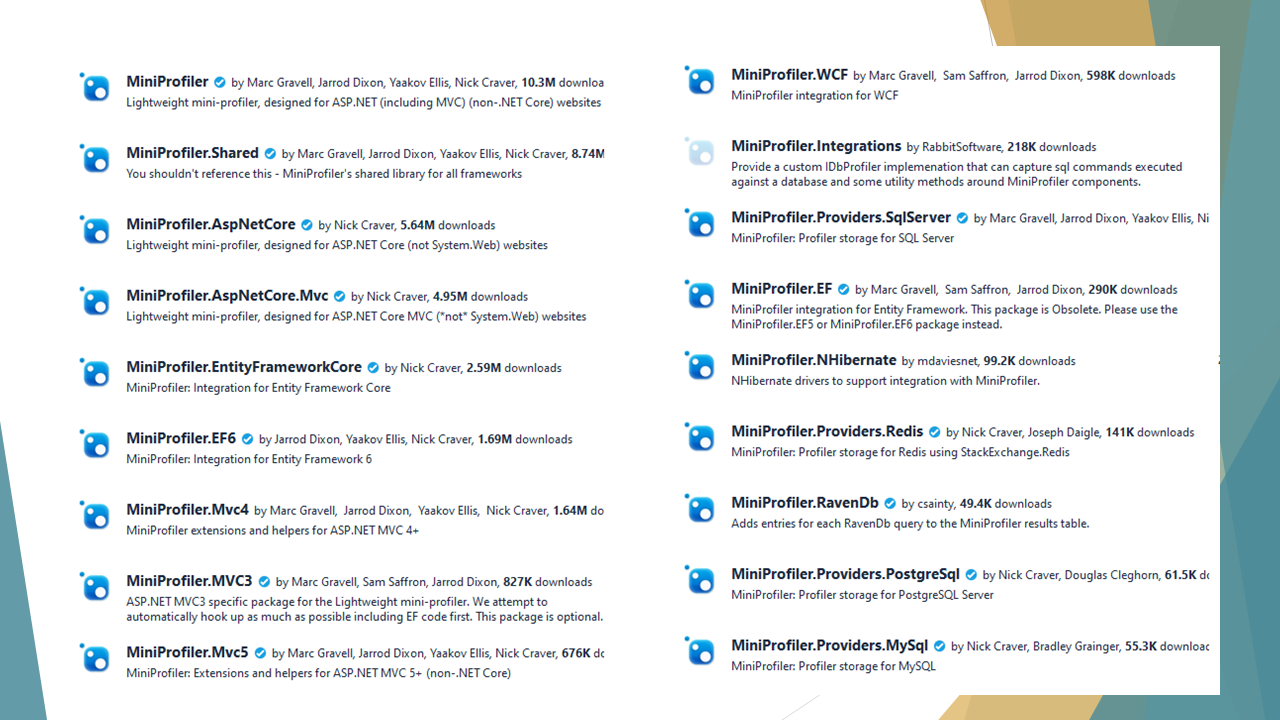 MiniProfiler by Marc Gravell, Jarrod Dixon, Yaakov Ellis, Nick Craver, 10.3M downloa
Lightweight mini-profiler, designed for ASP.NET (including MVC) (non-.NET Core) websites
MiniProfiler.Shared by Marc Gravell, Jarrod Dixon, Yaakov Ellis, Nick Craver, 8.74M
You shouldn't reference this - MiniProfiler's shared library for all frameworks
MiniProfiler.AspNetCore by Nick Craver, 5.64M downloads
Lightweight mini-profiler, designed for ASP.NET Core (not System.Web) websites
MiniProfiler.AspNetCore.Mvc by Nick Craver, 4.95M downloads
Lightweight mini-profiler, designed for ASP.NET Core MVC (*not* System.Web) websites
MiniProfiler.EntityFrameworkCore by Nick Craver, 2.59M downloads
MiniProfiler: Integration for Entity Framework Core
MiniProfiler.EF6 by Jarrod Dixon, Yaakov Ellis, Nick Craver, 1.69M downloads
MiniProfiler: Integration for Entity Framework 6
MiniProfiler.Mvc4 by Marc Gravell, Jarrod Dixon, Yaakov Ellis, Nick Craver, 1.64M do
MiniProfiler extensions and helpers for ASP.NET MVC 4+
MiniProfiler.MVC3 by Marc Gravell, Sam Saffron, Jarrod Dixon, 827K downloads
ASP.NET MVC3 specific package for the Lightweight mini-profiler. We attempt to
automatically hook up as much as possible including EF code first. This package is optional.
MiniProfiler.Mvc5 by Marc Gravell, Jarrod Dixon, Yaakov Ellis, Nick Craver, 676K do
MiniProfiler: Extensions and helpers for ASP.NET MVC 5+ (non-.NET Core)
MiniProfiler.WCF by Marc Gravell, Sam Saffron, Jarrod Dixon, 598K downloads
MiniProfiler integration for WCF
MiniProfiler.Integrations by RabbitSoftware, 218K downloads
Provide a custom IDbProfiler implemenation that can capture sql commands executed
against a database and some utility methods around MiniProfiler components.
MiniProfiler.Providers.SqlServer by Marc Gravell, Jarrod Dixon, Yaakov Ellis, Ni
MiniProfiler: Profiler storage for SQL Server
MiniProfiler.EF by Marc Gravell, Sam Saffron, Jarrod Dixon, 290K downloads
MiniProfiler integration for Entity Framework. This package is Obsolete. Please use the
MiniProfiler.EF5 or MiniProfiler.EF6 package instead.
MiniProfiler.NHibernate by mdaviesnet, 99.2K downloads
NHibernate drivers to support integration with MiniProfiler.
MiniProfiler.Providers.Redis by Nick Craver, Joseph Daigle, 141K downloads
MiniProfiler: Profiler storage for Redis using StackExchange.Redis
MiniProfiler.RavenDb by csainty, 49.4K downloads
Adds entries for each RavenDb query to the MiniProfiler results table.
MiniProfiler.Providers.PostgreSql by Nick Craver, Douglas Cleghorn, 61.5K do
MiniProfiler: Profiler storage for PostgreSQL Server
MiniProfiler.Providers.MySql by Nick Craver, Bradley Grainger, 55.3K downloac
MiniProfiler: Profiler storage for MySQL